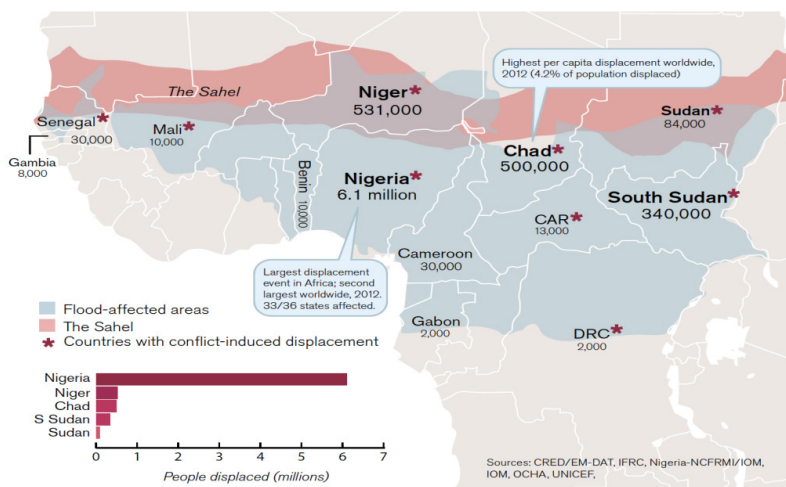 Highest per capita displacement worldwide,
2012 (4.2% of population displaced)
The Sahel
Niger*
531,000
Senegal*
30,000
Mali*
10,000
Gambia
8,000
Benin 10,000
Nigeria*
6.1 million
Chad*
500,000
Sudan*
84,000
South Sudan*
340,000
CAR*
13,000
Cameroon
30,000
Largest displacement
event in Africa; second
largest worldwide, 2012.
33/36 states affected.
Gabon
2,000
DRC*
2,000
Flood-affected areas
The Sahel
* Countries with conflict-induced displacement
Nigeria
Niger
Chad
S Sudan
Sudan
0 1 2 3 4 5 6 7
People displaced (millions)
Sources: CRED/EM-DAT, IFRC, Nigeria-NCFRMI/IOM,
IOM, OCHA, UNICEF,